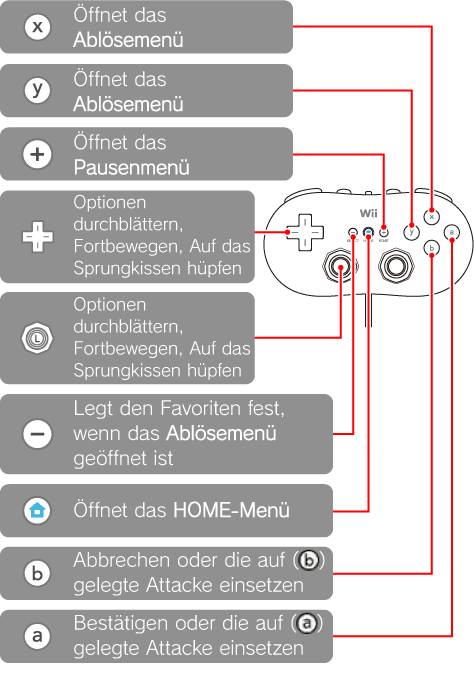 x Öffnet das
Ablösemenü
y Öffnet das
Ablösemenü
+ Öffnet das
Pausenmenü
Optionen
durchblättern,
Fortbewegen, Auf das
Sprungkissen hüpfen
L Optionen
durchblättern,
Fortbewegen, Auf das
Sprungkissen hüpfen
− Legt den Favoriten fest,
wenn das Ablösemenü
geöffnet ist
Öffnet das HOME-Menü
b Abbrechen oder die auf (b)
gelegte Attacke einsetzen
a Bestätigen oder die auf (a)
gelegte Attacke einsetzen
Wii
x
y
a
b
SELECT HOME START